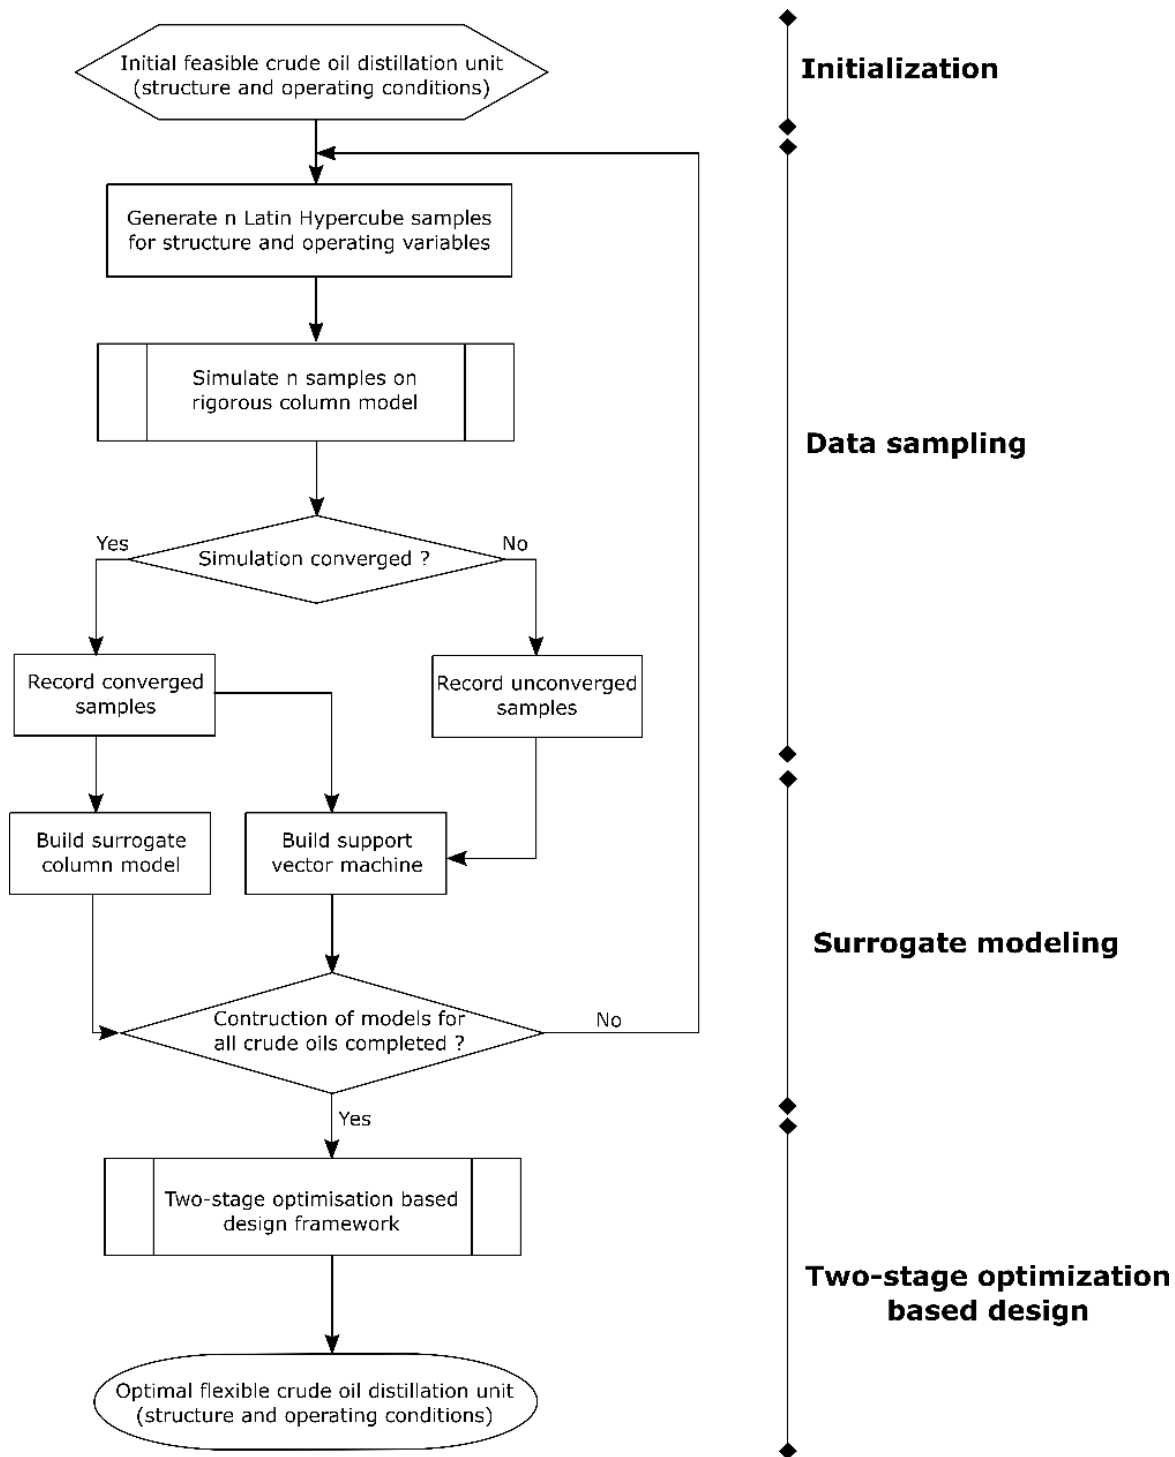 Initial feasible crude oil distillation unit
(structure and operating conditions)
Initialization
Generate n Latin Hypercube samples
for structure and operating variables
Simulate n samples on
rigorous column model
Data sampling
Yes
Simulation converged ?
No
Record converged
samples
Record unconverged
samples
Build surrogate
column model
Build support
vector machine
Surrogate modeling
Contruction of models for
all crude oils completed ?
No
Yes
Two-stage optimisation based
design framework
Two-stage optimization
based design
Optimal flexible crude oil distillation unit
(structure and operating conditions)